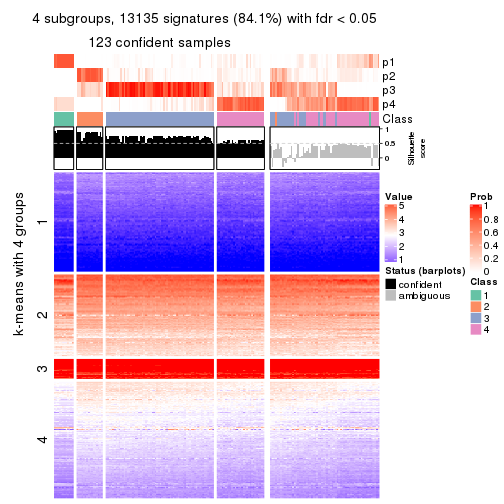 4 subgroups, 13135 signatures (84.1%) with fdr < 0.05
123 confident samples
p1
p2
p3
p4
Class
1
0.5
0
Silhouette
score
k-means with 4 groups
1
2
3
4
Value
5
4
3
2
1
Status (barplots)
confident
ambiguous
Prob
1
0.8
0.6
0.4
0.2
0
Class
1
2
3
4